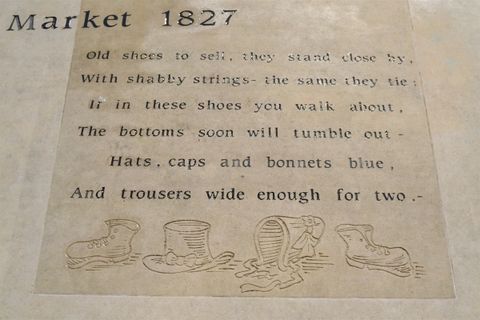 Market 1827
Old shoes to sell, they stand close by,
With shabby strings- the same they tie;
If in these shoes you walk about,
The bottoms soon will tumble out -
Hats, caps and bonnets blue,
And trousers wide enough for two.-